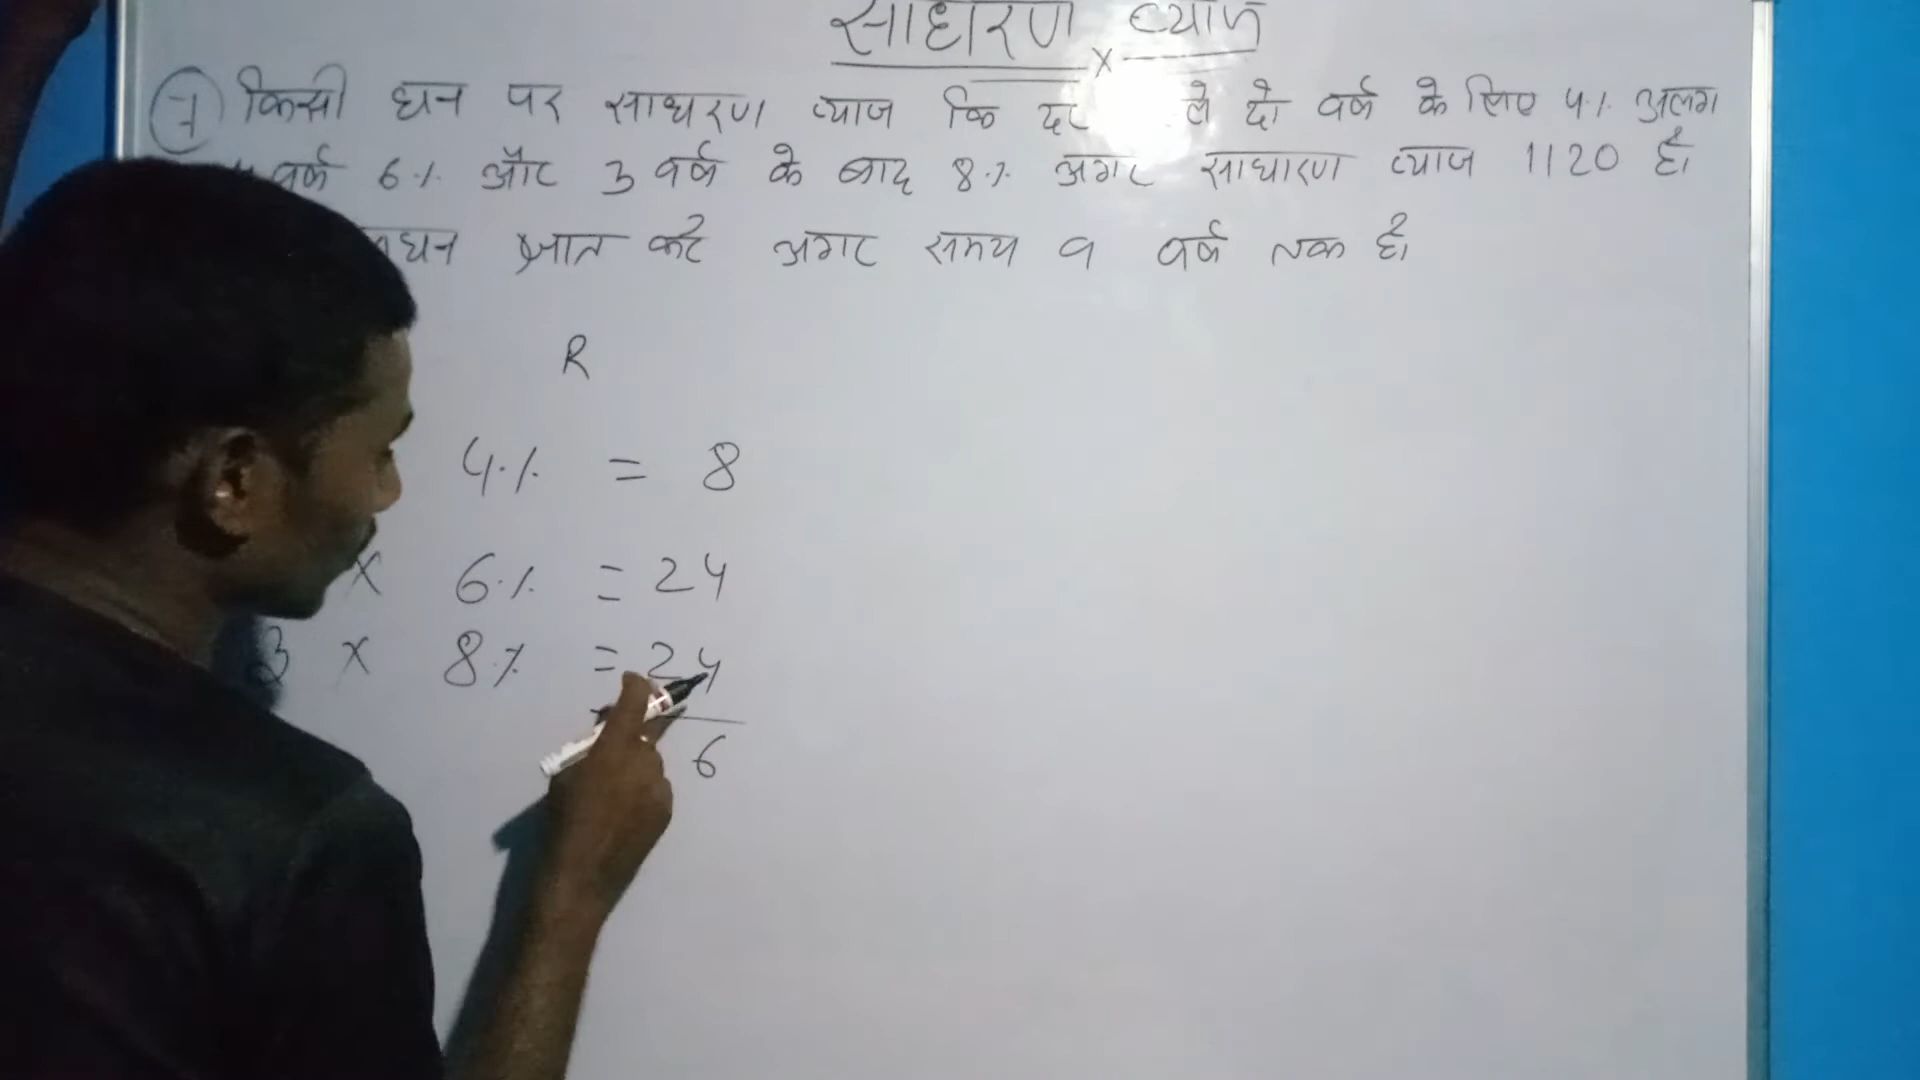 साधारण ब्याज
x
7 किसी धन पर साधरण ब्याज कि दर ले दो वर्ष के लिए 4% अलग
वर्ष 6% और 3 वर्ष के बाद 8% अगर साधारण ब्याज 1120 है।
धन ज्ञात करे अगर समय 9 वर्ष तक है।
R
4% = 8
x 6% = 24
3 x 8% = 24
6